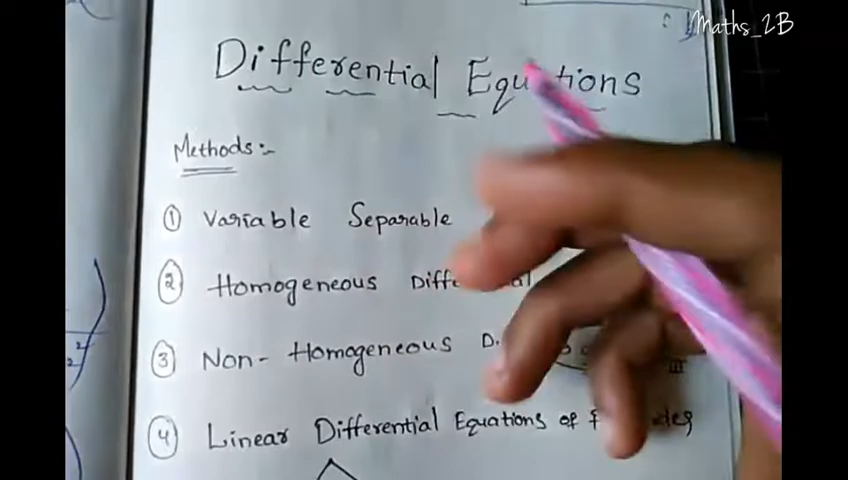 Maths_2B
Differential Equations
Methods:-
① Variable Separable
② Homogeneous
③ Non-Homogeneous D.
④ Linear Differential Equations of